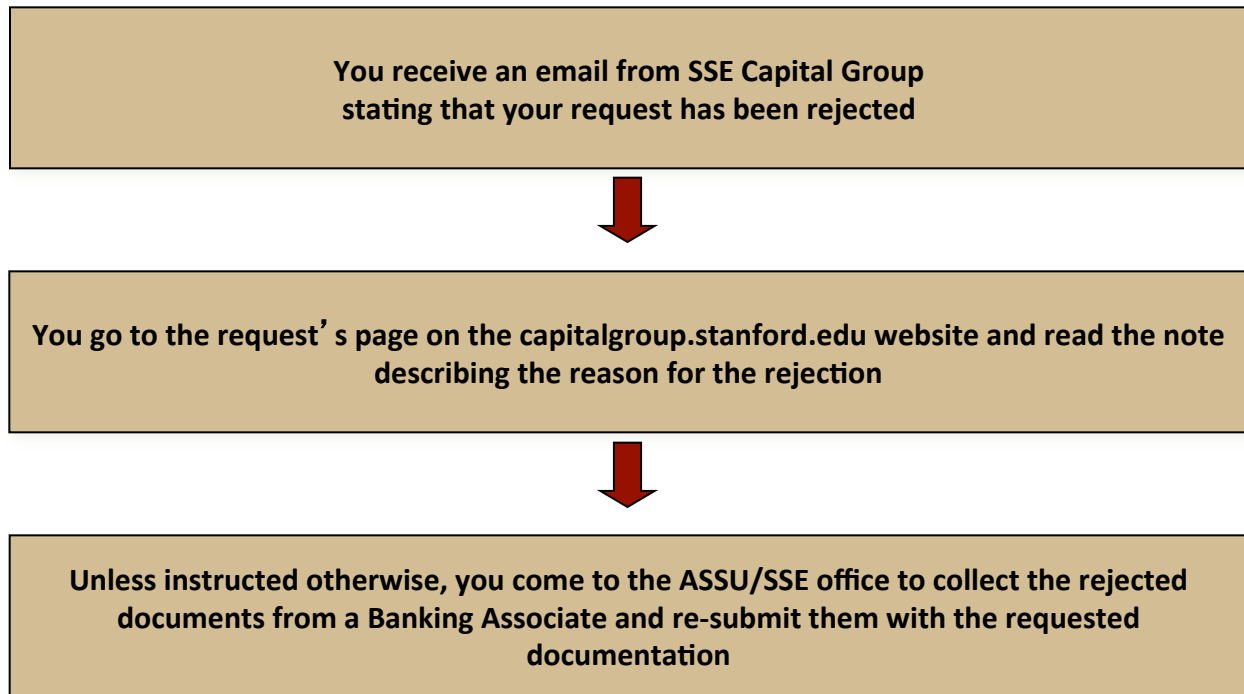 You receive an email from SSE Capital Group
stating that your request has been rejected
You go to the request’s page on the capitalgroup.stanford.edu website and read the note
describing the reason for the rejection
Unless instructed otherwise, you come to the ASSU/SSE office to collect the rejected
documents from a Banking Associate and re-submit them with the requested
documentation